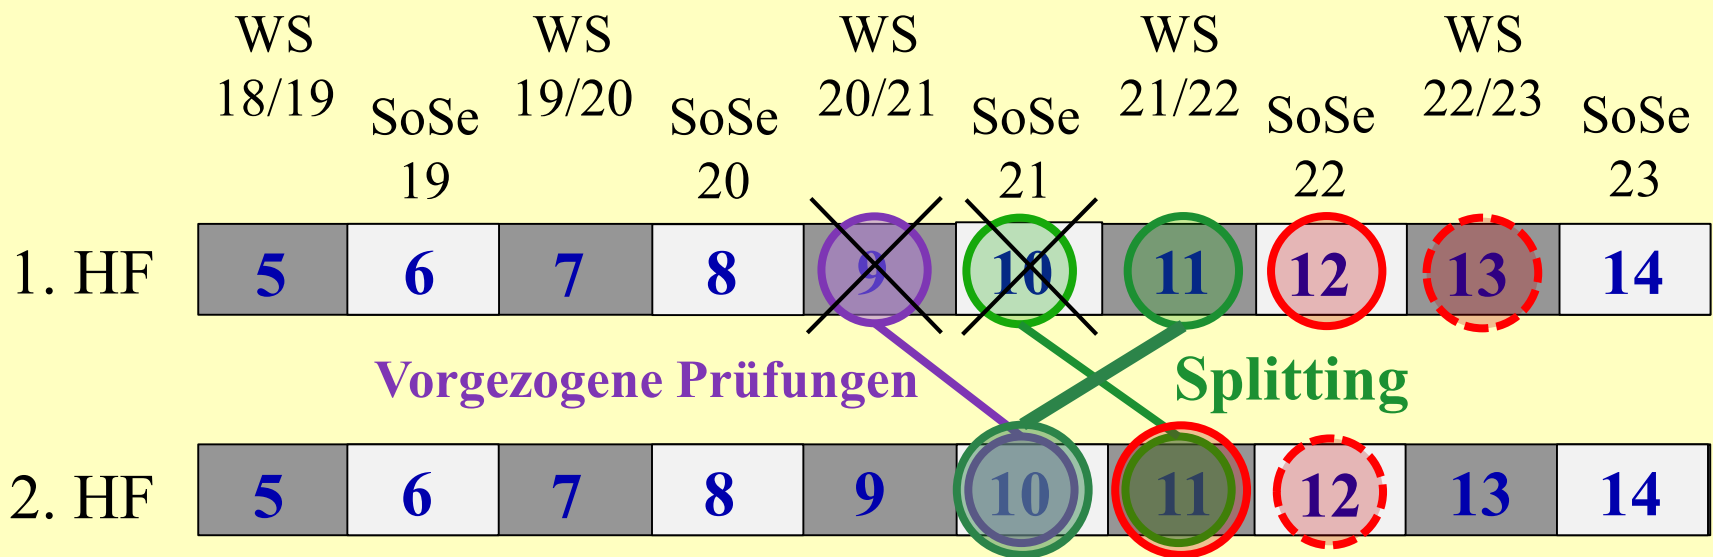 WS WS WS WS WS
18/19 19/20 20/21 21/22 22/23
SoSe SoSe SoSe SoSe SoSe
19 20 21 22 23
1. HF 5 6 7 8 9 10 11 12 13 14
Vorgezogene Prüfungen Splitting
2. HF 5 6 7 8 9 10 11 12 13 14